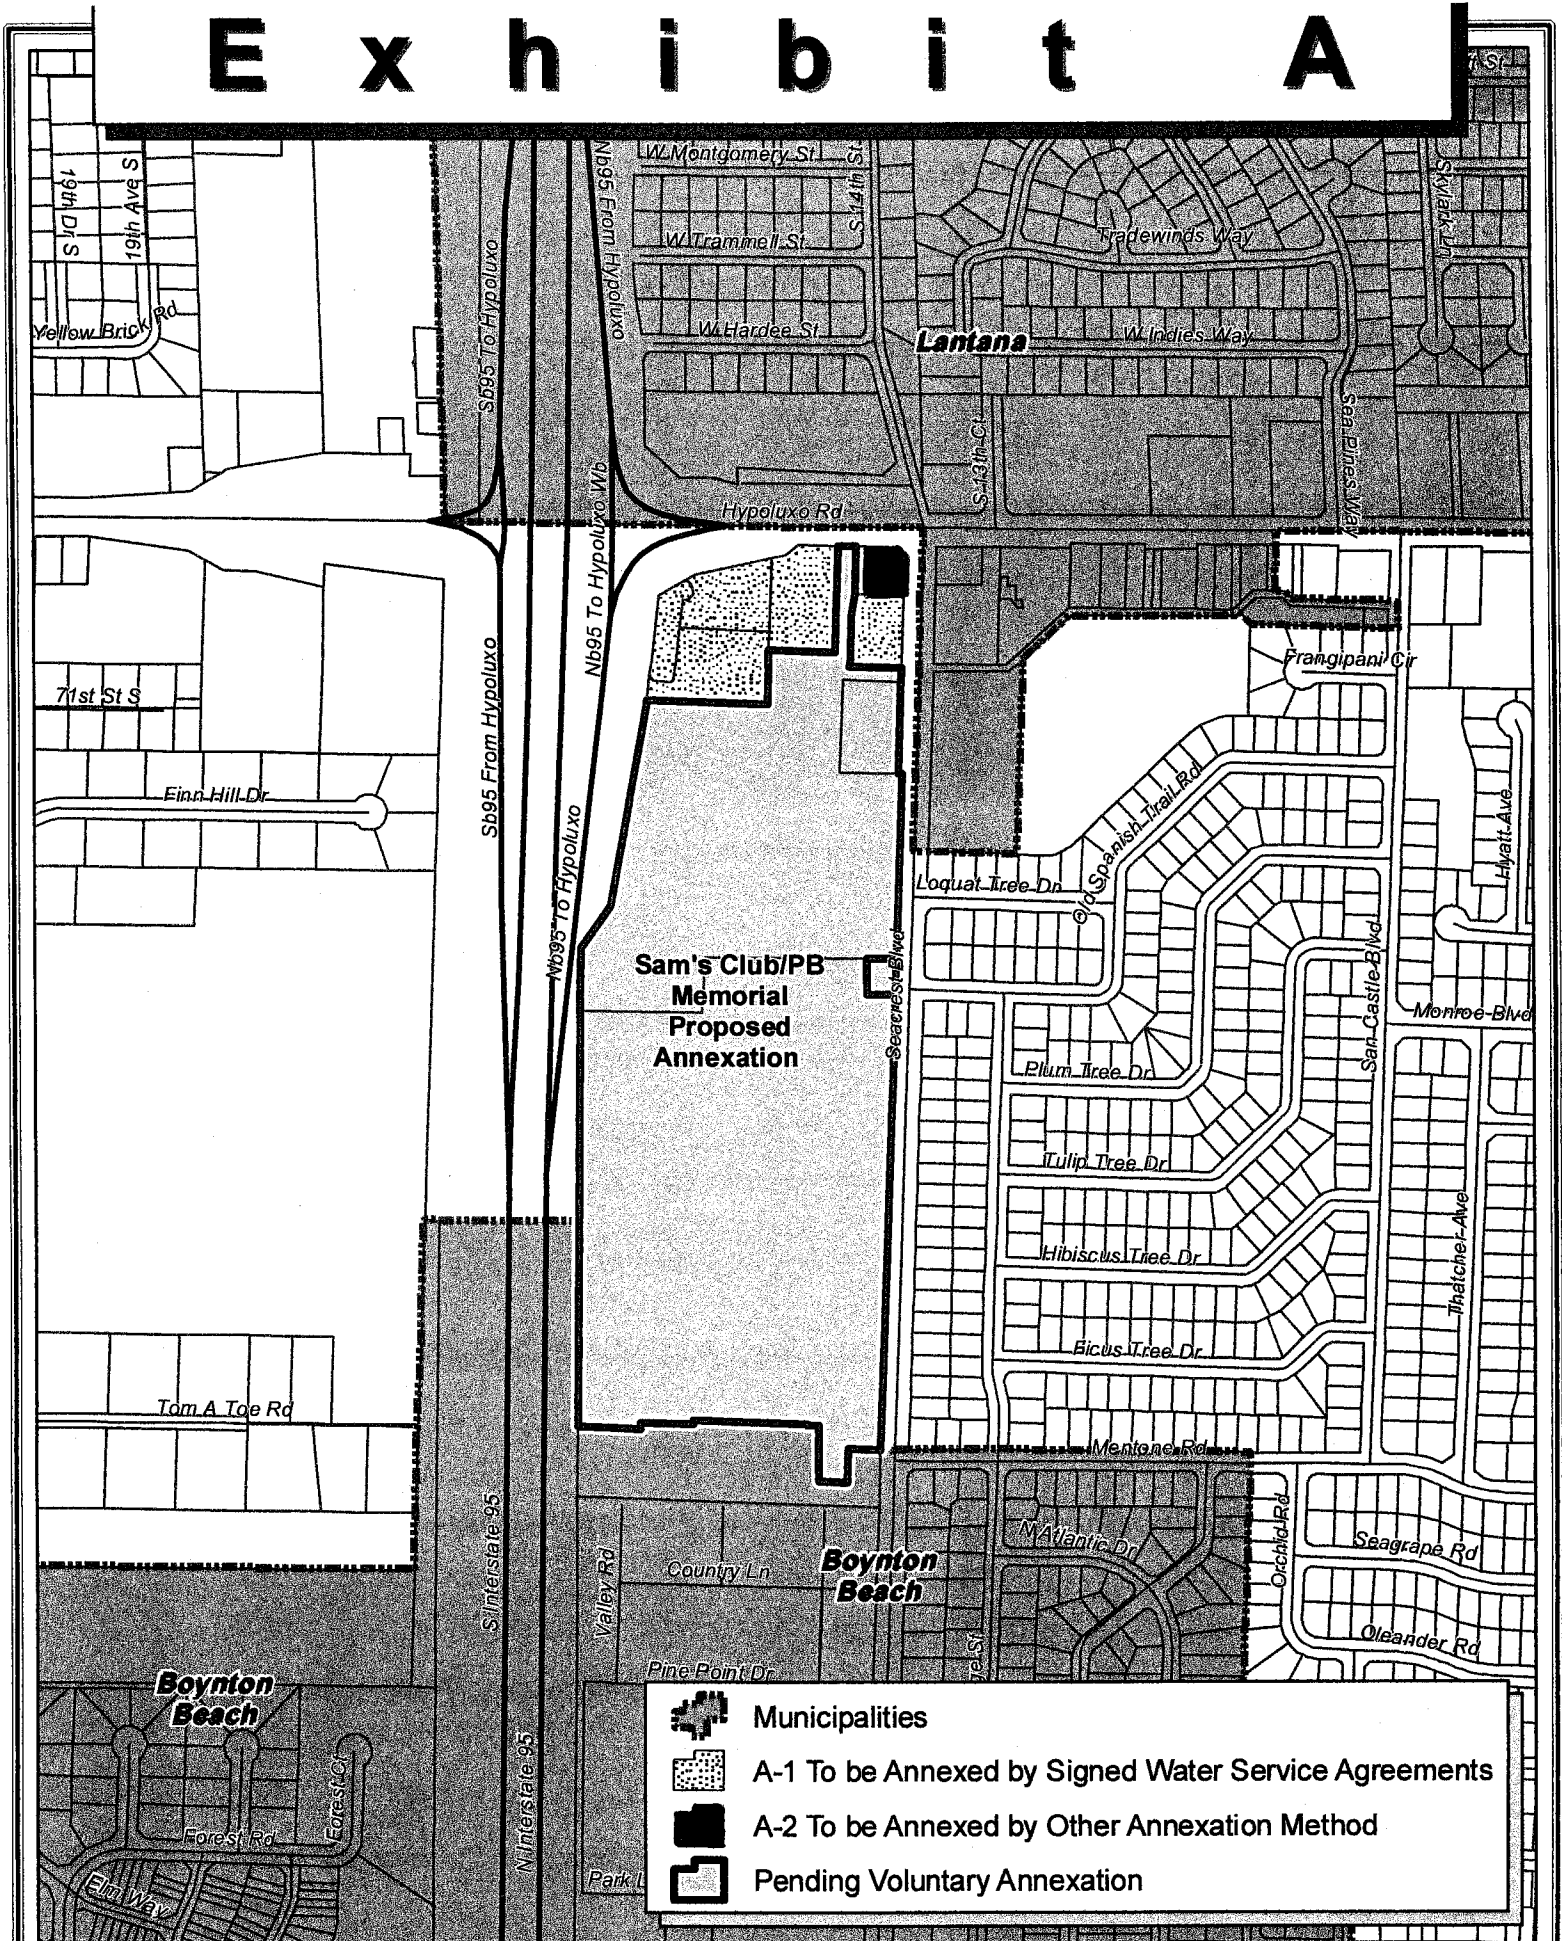 Exhibit A
W Montgomery St
S 14th St
Nb95 From Hypoluxo
19th Dr S
19th Ave S
Skylark Ln
W Trammell St
Tradewinds Way
Sb95 To Hypoluxo
Yellow Brick Rd
W Hardee St
Lantana
W Indies Way
Sea Pines Way
S 13th Ct
Nb95 To Hypoluxo Wb
Hypoluxo Rd
Frangipani Cir
71st St S
Sb95 From Hypoluxo
Finn Hill Dr
Old Spanish Trail Rd
Hyatt Ave
Nb95 To Hypoluxo
Loquat Tree Dr
Sam's Club/PB
Memorial
Proposed
Annexation
Seacrest Blvd
San Castle Blvd
Monroe Blvd
Plum Tree Dr
Tulip Tree Dr
Hibiscus Tree Dr
Thatcher Ave
Ficus Tree Dr
Tom A Toe Rd
Mentone Rd
S Interstate 95
N Atlantic Dr
Orchid Rd
Seagrape Rd
Valley Rd
Country Ln
Boynton
Beach
Oleander Rd
Pine Point Dr
Boynton
Beach
N Interstate 95
Forest Ct
Forest Rd
Elm Way
Park L
Municipalities
A-1 To be Annexed by Signed Water Service Agreements
A-2 To be Annexed by Other Annexation Method
Pending Voluntary Annexation